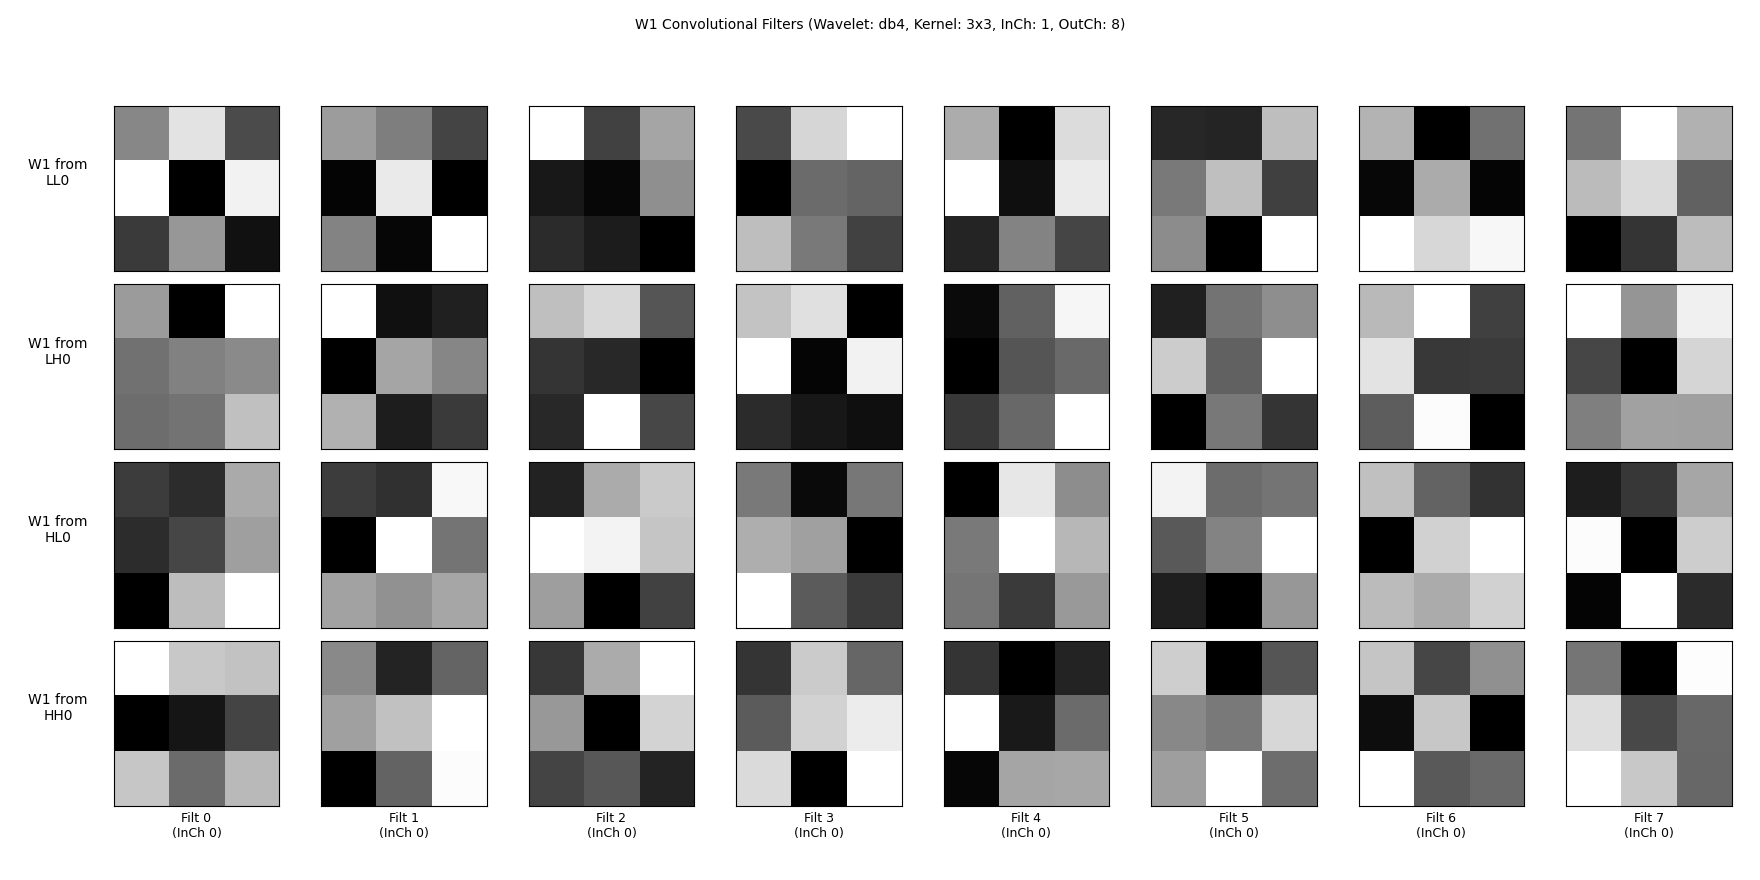 W1 Convolutional Filters (Wavelet: db4, Kernel: 3x3, InCh: 1, OutCh: 8)
W1 from
LL0
W1 from
LH0
W1 from
HL0
W1 from
HH0
Filt 0
(InCh 0)
Filt 1
(InCh 0)
Filt 2
(InCh 0)
Filt 3
(InCh 0)
Filt 4
(InCh 0)
Filt 5
(InCh 0)
Filt 6
(InCh 0)
Filt 7
(InCh 0)